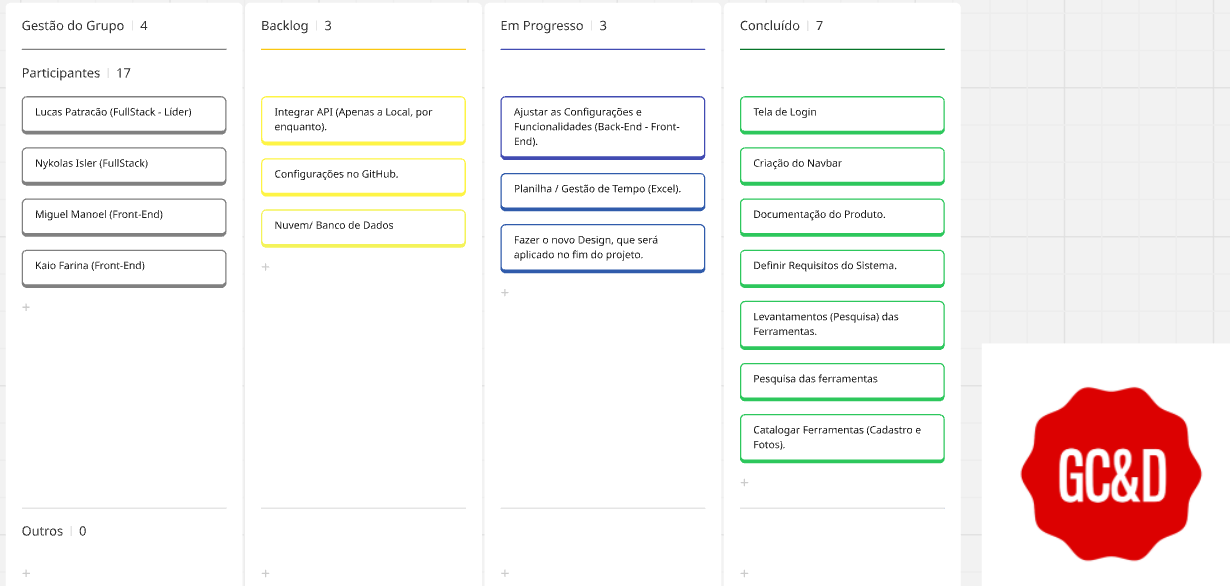 Gestão do Grupo | 4
Backlog | 3
Em Progresso | 3
Concluído | 7
Participantes | 17
Lucas Patracão (FullStack - Líder)
Nykolas Isler (FullStack)
Miguel Manoel (Front-End)
Kaio Farina (Front-End)
+
Integrar API (Apenas a Local, por
enquanto).
Configurações no GitHub.
Nuvem/ Banco de Dados
+
Ajustar as Configurações e
Funcionalidades (Back-End - Front-
End).
Planilha / Gestão de Tempo (Excel).
Fazer o novo Design, que será
aplicado no fim do projeto.
+
Tela de Login
Criação do Navbar
Documentação do Produto.
Definir Requisitos do Sistema.
Levantamentos (Pesquisa) das
Ferramentas.
Pesquisa das ferramentas
Catalogar Ferramentas (Cadastro e
Fotos).
+
Outros | 0
+
+
+
+
GC&D